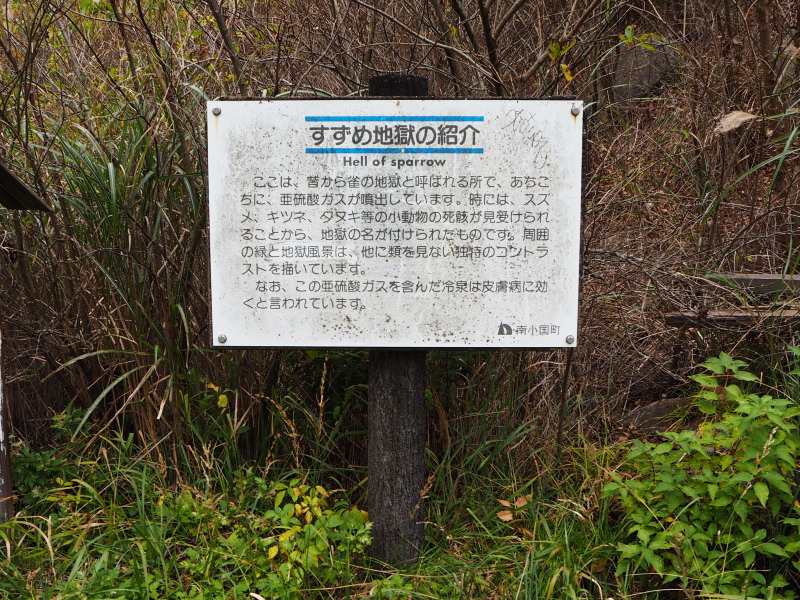 すずめ地獄の紹介
Hell of sparrow
ここは、昔から雀の地獄と呼ばれる所で、あちこ
ちに、亜硫酸ガスが噴出しています。時には、スズ
メ、キツネ、タヌキ等の小動物の死骸が見受けられ
ることから、地獄の名が付けられたものです。周囲
の緑と地獄風景は、他に類を見ない独特のコントラ
ストを描いています。
なお、この亜硫酸ガスを含んだ冷泉は皮膚病に効
くと言われています。
南小国町